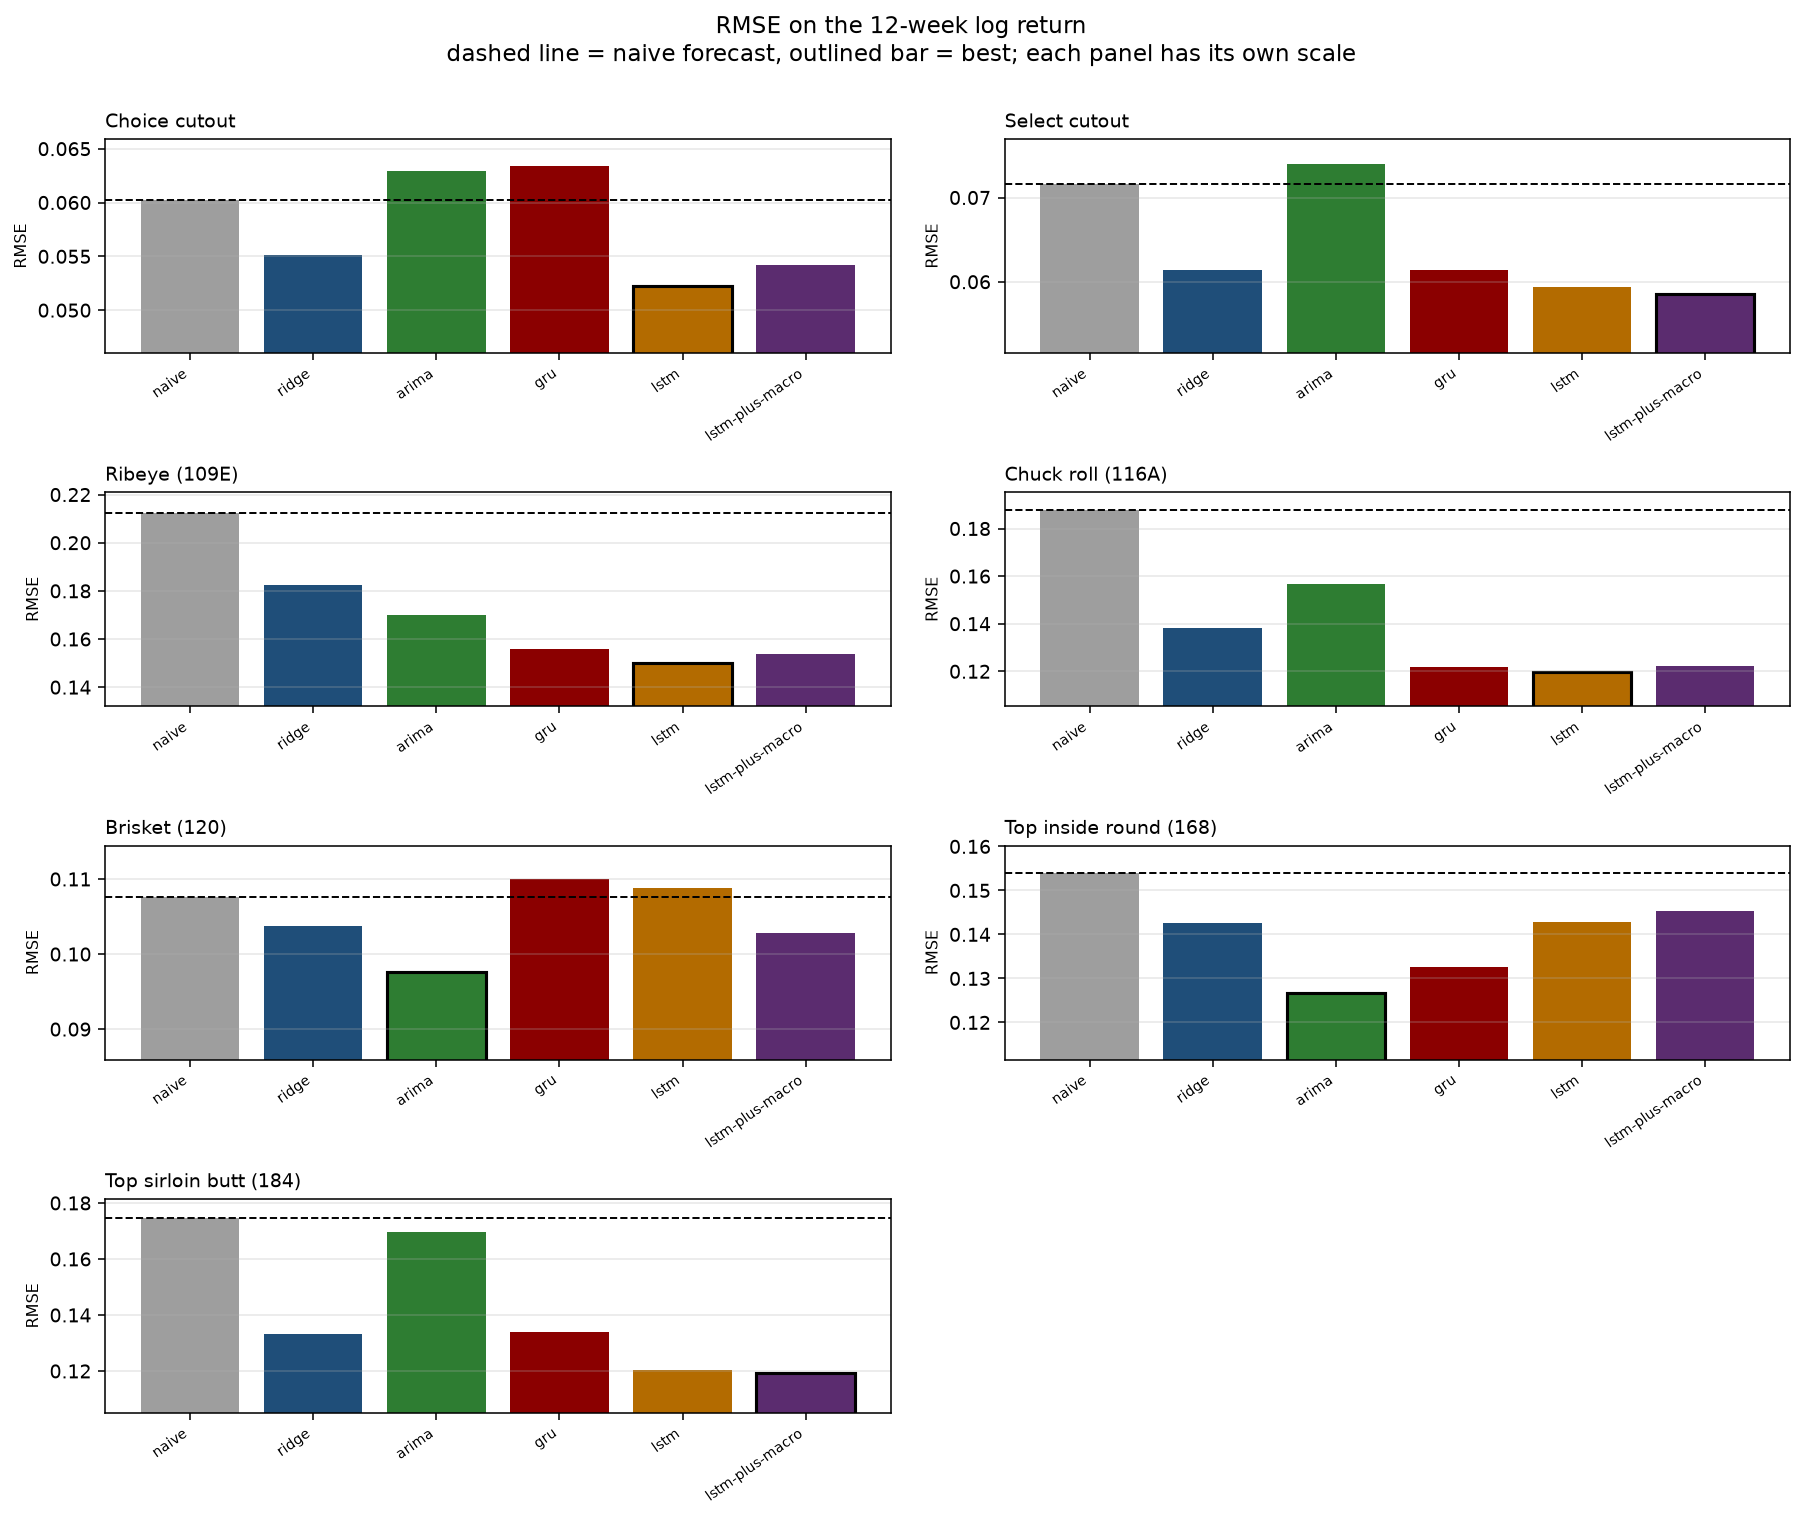 RMSE on the 12-week log return
dashed line = naive forecast, outlined bar = best; each panel has its own scale
Choice cutout
0.065
0.060
0.055
0.050
RMSE
naive
ridge
arima
gru
lstm
lstm-plus-macro
Select cutout
0.07
0.06
RMSE
naive
ridge
arima
gru
lstm
lstm-plus-macro
Ribeye (109E)
0.22
0.20
0.18
0.16
0.14
RMSE
naive
ridge
arima
gru
lstm
lstm-plus-macro
Chuck roll (116A)
0.18
0.16
0.14
0.12
RMSE
naive
ridge
arima
gru
lstm
lstm-plus-macro
Brisket (120)
0.11
0.10
0.09
RMSE
naive
ridge
arima
gru
lstm
lstm-plus-macro
Top inside round (168)
0.16
0.15
0.14
0.13
0.12
RMSE
naive
ridge
arima
gru
lstm
lstm-plus-macro
Top sirloin butt (184)
0.18
0.16
0.14
0.12
RMSE
naive
ridge
arima
gru
lstm
lstm-plus-macro